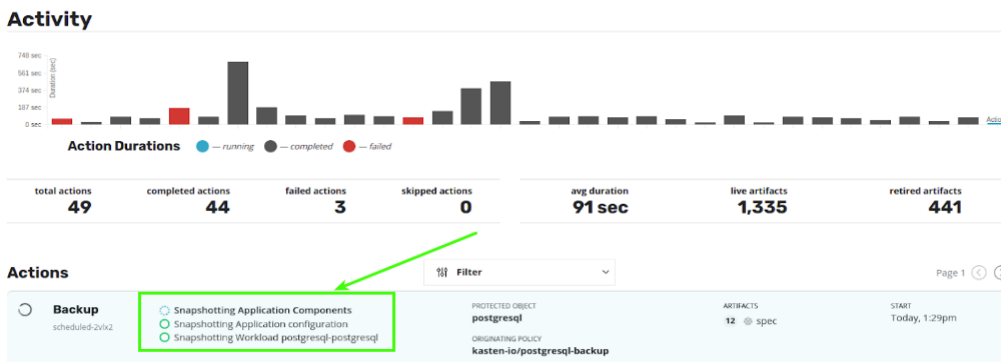 Activity
748 sec
561 sec
374 sec
187 sec
0 sec
Duration (sec)
Action Durations — running — completed — failed
total actions completed actions failed actions skipped actions avg duration live artifacts retired artifacts
49 44 3 0 91 sec 1,335 441
Actions Filter Page 1
Backup
scheduled-2vlx2
Snapshotting Application Components
Snapshotting Application configuration
Snapshotting Workload postgresql-postgresql
PROTECTED OBJECT
postgresql
ORIGINATING POLICY
kasten-io/postgresql-backup
ARTIFACTS
12 spec
START
Today, 1:29pm